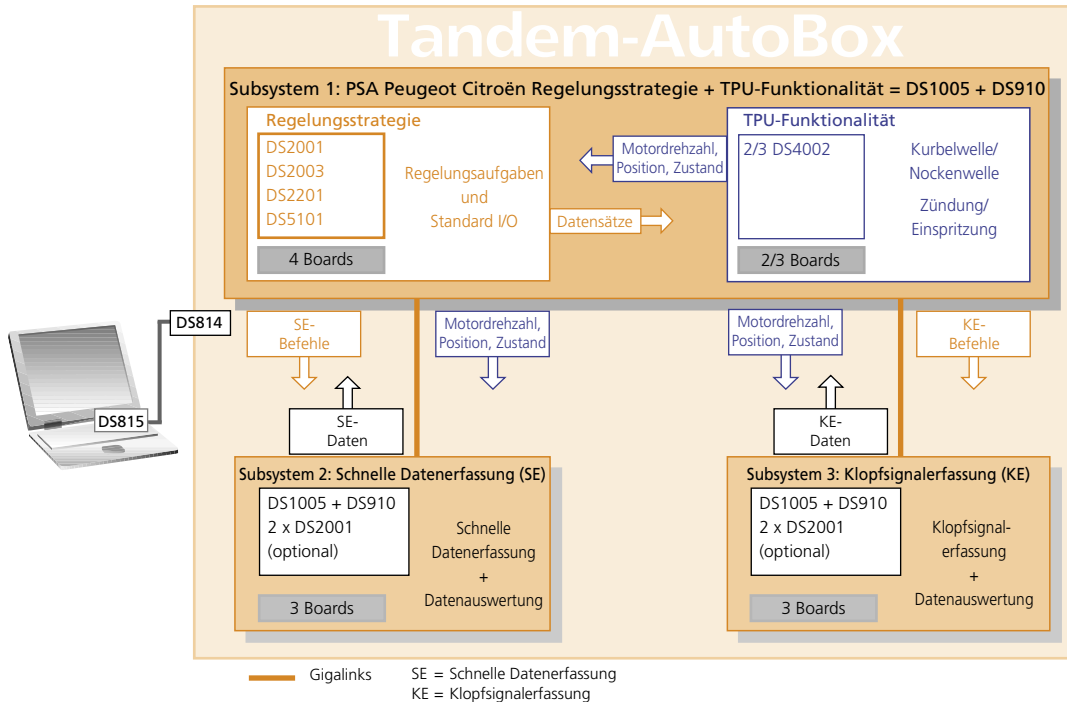 Tandem-AutoBox
Subsystem 1: PSA Peugeot Citroën Regelungsstrategie + TPU-Funktionalität = DS1005 + DS910
Regelungsstrategie
DS2001
DS2003
DS2201
DS5101
Regelungsaufgaben
und
Standard I/O
4 Boards
Motordrehzahl,
Position, Zustand
Datensätze
TPU-Funktionalität
2/3 DS4002
Kurbelwelle/
Nockenwelle
Zündung/
Einspritzung
2/3 Boards
DS814
DS815
SE-
Befehle
Motordrehzahl,
Position, Zustand
Motordrehzahl,
Position, Zustand
KE-
Befehle
SE-
Daten
KE-
Daten
Subsystem 2: Schnelle Datenerfassung (SE)
DS1005 + DS910
2 x DS2001
(optional)
Schnelle
Datenerfassung
+
Datenauswertung
3 Boards
Subsystem 3: Klopfsignalerfassung (KE)
DS1005 + DS910
2 x DS2001
(optional)
Klopfsignal-
erfassung
+
Datenauswertung
3 Boards
Gigalinks
SE = Schnelle Datenerfassung
KE = Klopfsignalerfassung